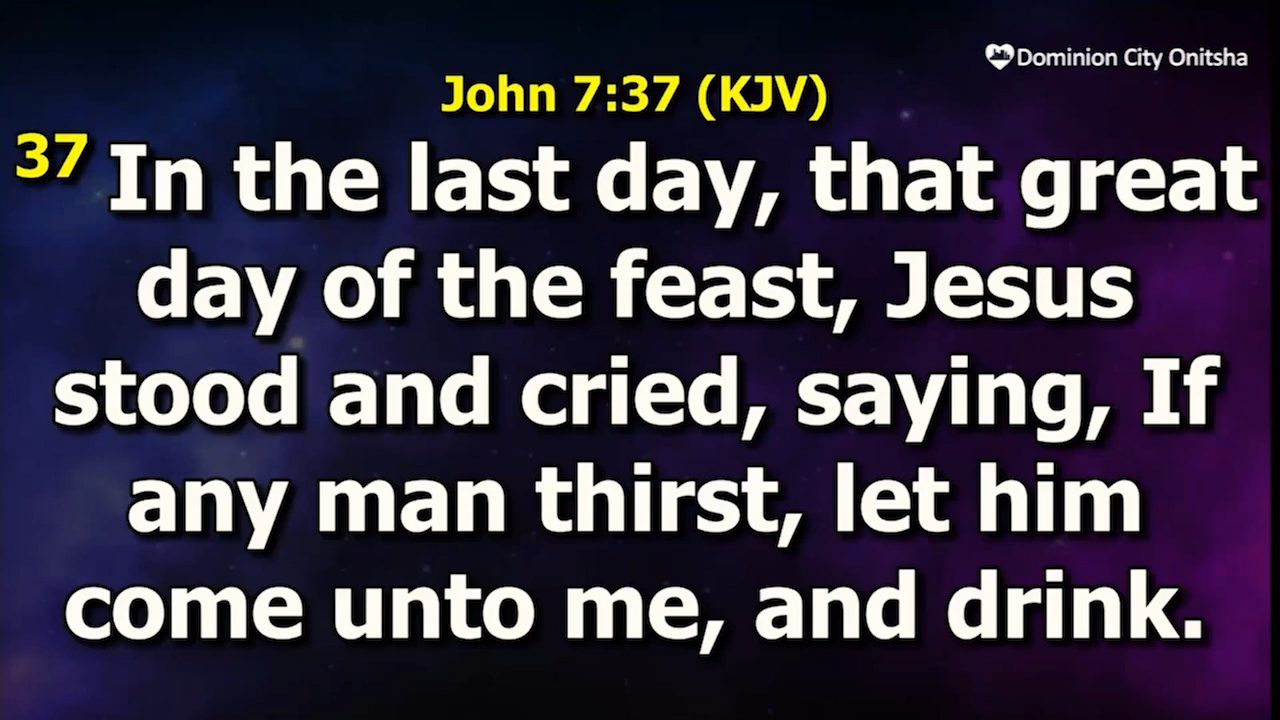 Dominion City Onitsha
John 7:37 (KJV)
37 In the last day, that great
day of the feast, Jesus
stood and cried, saying, If
any man thirst, let him
come unto me, and drink.